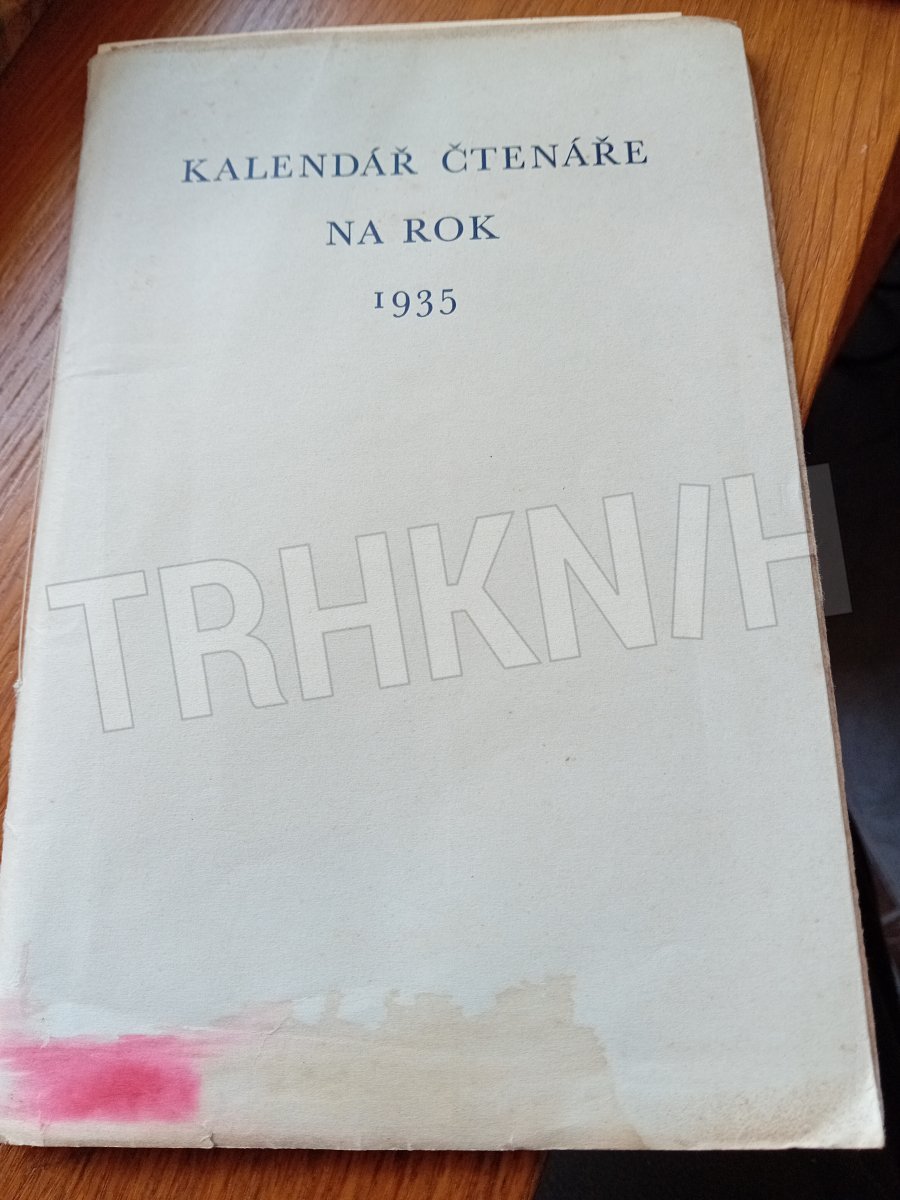 KALENDÁŘ ČTENÁŘE
NA ROK
1935
TRHKNIH